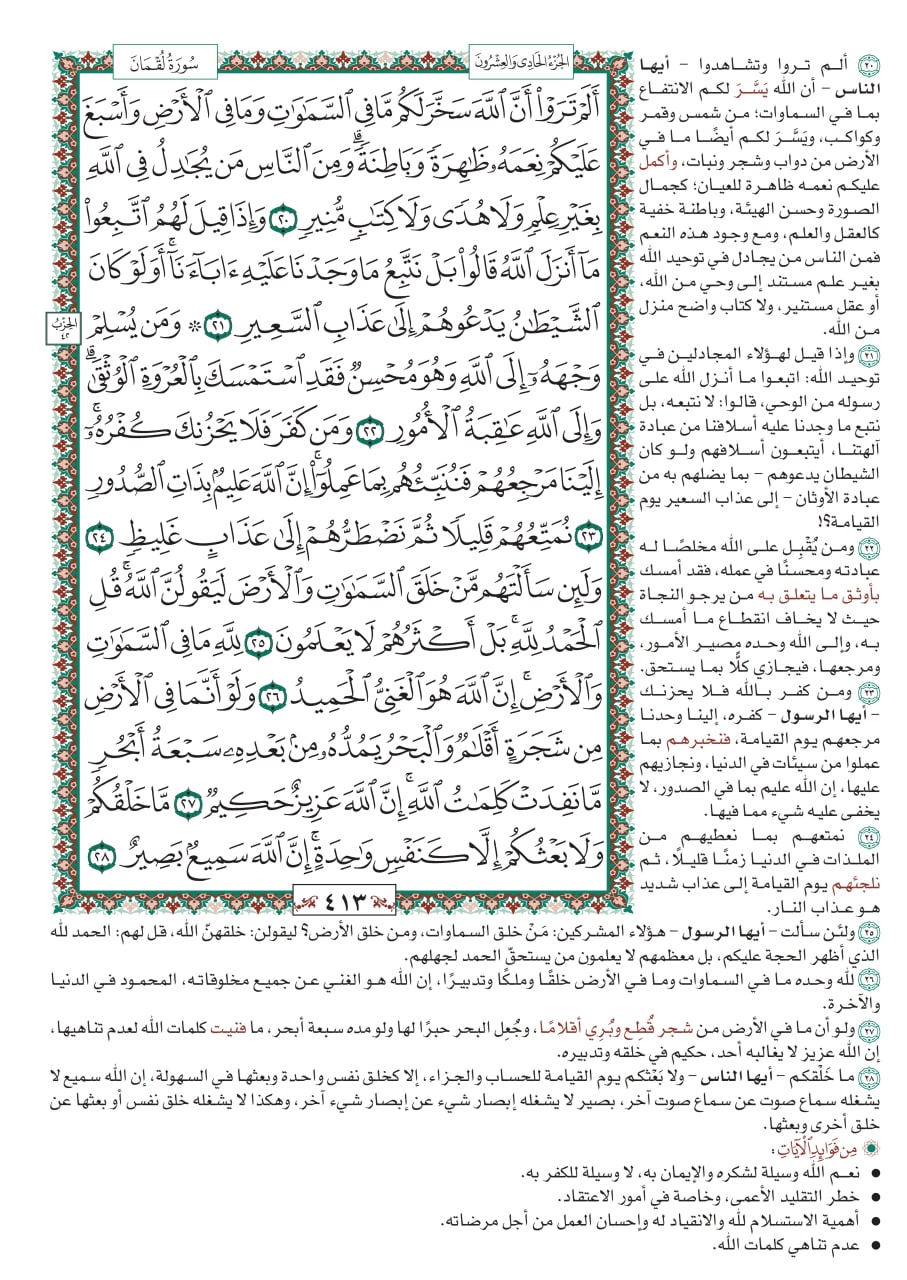 سُورَةُ لُقْمَانَ
الجُزْءُ الحَادِي وَالعِشْرُونَ
أَلَمْ تَرَوْا۟ أَنَّ ٱللَّهَ سَخَّرَ لَكُم مَّا فِي ٱلسَّمَٰوَٰتِ وَمَا فِي ٱلْأَرْضِ وَأَسْبَغَ
عَلَيْكُمْ نِعَمَهُۥ ظَٰهِرَةً وَبَاطِنَةً ۗ وَمِنَ ٱلنَّاسِ مَن يُجَٰدِلُ فِي ٱللَّهِ
بِغَيْرِ عِلْمٍ وَلَا هُدًى وَلَا كِتَٰبٍ مُّنِيرٍ ٢٠ وَإِذَا قِيلَ لَهُمُ ٱتَّبِعُوا۟
مَآ أَنزَلَ ٱللَّهُ قَالُوا۟ بَلْ نَتَّبِعُ مَا وَجَدْنَا عَلَيْهِ ءَابَآءَنَآ ۚ أَوَلَوْ كَانَ
ٱلشَّيْطَٰنُ يَدْعُوهُمْ إِلَىٰ عَذَابِ ٱلسَّعِيرِ ٢١ ۞ وَمَن يُسْلِمْ
وَجْهَهُۥٓ إِلَى ٱللَّهِ وَهُوَ مُحْسِنٌ فَقَدِ ٱسْتَمْسَكَ بِٱلْعُرْوَةِ ٱلْوُثْقَىٰ ۗ
وَإِلَى ٱللَّهِ عَٰقِبَةُ ٱلْأُمُورِ ٢٢ وَمَن كَفَرَ فَلَا يَحْزُنكَ كُفْرُهُۥٓ ۚ
إِلَيْنَا مَرْجِعُهُمْ فَنُنَبِّئُهُم بِمَا عَمِلُوٓا۟ ۚ إِنَّ ٱللَّهَ عَلِيمٌۢ بِذَاتِ ٱلصُّدُورِ
٢٣ نُمَتِّعُهُمْ قَلِيلًا ثُمَّ نَضْطَرُّهُمْ إِلَىٰ عَذَابٍ غَلِيظٍ ٢٤
وَلَئِن سَأَلْتَهُم مَّنْ خَلَقَ ٱلسَّمَٰوَٰتِ وَٱلْأَرْضَ لَيَقُولُنَّ ٱللَّهُ ۚ قُلِ
ٱلْحَمْدُ لِلَّهِ ۚ بَلْ أَكْثَرُهُمْ لَا يَعْلَمُونَ ٢٥ لِلَّهِ مَا فِي ٱلسَّمَٰوَٰتِ
وَٱلْأَرْضِ ۚ إِنَّ ٱللَّهَ هُوَ ٱلْغَنِيُّ ٱلْحَمِيدُ ٢٦ وَلَوْ أَنَّمَا فِي ٱلْأَرْضِ
مِن شَجَرَةٍ أَقْلَٰمٌ وَٱلْبَحْرُ يَمُدُّهُۥ مِنۢ بَعْدِهِۦ سَبْعَةُ أَبْحُرٍ
مَّا نَفِدَتْ كَلِمَٰتُ ٱللَّهِ ۗ إِنَّ ٱللَّهَ عَزِيزٌ حَكِيمٌ ٢٧ مَّا خَلْقُكُمْ
وَلَا بَعْثُكُمْ إِلَّا كَنَفْسٍ وَٰحِدَةٍ ۗ إِنَّ ٱللَّهَ سَمِيعٌۢ بَصِيرٌ ٢٨
الحِزْبُ
٤٢
٤١٣
٢٠ ألم تروا وتشاهدوا - أيها
الناس - أن الله يَسَّرَ لكم الانتفاع
بما في السماوات؛ من شمس وقمر
وكواكب، ويَسَّرَ لكم أيضًا ما في
الأرض من دواب وشجر ونبات، وأكمل
عليكم نعمه ظاهرة للعيان؛ كجمال
الصورة وحسن الهيئة، وباطنة خفية
كالعقل والعلم، ومع وجود هذه النعم
فمن الناس من يجادل في توحيد الله
بغير علم مستند إلى وحي من الله،
أو عقل مستنير، ولا كتاب واضح منزل
من الله.
٢١ وإذا قيل لهؤلاء المجادلين في
توحيد الله: اتبعوا ما أنزل الله على
رسوله من الوحي، قالوا: لا نتبعه، بل
نتبع ما وجدنا عليه أسلافنا من عبادة
آلهتنا، أيتبعون أسلافهم ولو كان
الشيطان يدعوهم - بما يضلهم به من
عبادة الأوثان - إلى عذاب السعير يوم
القيامة؟!
٢٢ ومن يُقْبِل على الله مخلصًا له
عبادته ومحسنًا في عمله، فقد أمسك
بأوثق ما يتعلق به من يرجو النجاة
حيث لا يخاف انقطاع ما أمسك
به، وإلى الله وحده مصير الأمور،
ومرجعها، فيجازي كلًّا بما يستحق.
٢٣ ومن كفر بالله فلا يحزنك
- أيها الرسول - كفره، إلينا وحدنا
مرجعهم يوم القيامة، فنخبرهم بما
عملوا من سيئات في الدنيا، ونجازيهم
عليها، إن الله عليم بما في الصدور، لا
يخفى عليه شيء مما فيها.
٢٤ نمتعهم بما نعطيهم من
الملذات في الدنيا زمنًا قليلًا، ثم
نلجئهم يوم القيامة إلى عذاب شديد
هو عذاب النار.
٢٥ ولئن سألت - أيها الرسول - هؤلاء المشركين: مَنْ خلق السماوات، ومن خلق الأرض؟ ليقولن: خلقهنّ الله، قل لهم: الحمد لله
الذي أظهر الحجة عليكم، بل معظمهم لا يعلمون من يستحقّ الحمد لجهلهم.
٢٦ لله وحده ما في السماوات وما في الأرض خلقًا وملكًا وتدبيرًا، إن الله هو الغني عن جميع مخلوقاته، المحمود في الدنيا
والآخرة.
٢٧ ولو أن ما في الأرض من شجر قُطِع وبُرِي أقلامًا، وجُعِل البحر حبرًا لها ولو مده سبعة أبحر، ما فنيت كلمات الله لعدم تناهيها،
إن الله عزيز لا يغالبه أحد، حكيم في خلقه وتدبيره.
٢٨ ما خَلْقكم - أيها الناس - ولا بَعْثكم يوم القيامة للحساب والجزاء، إلا كخلق نفس واحدة وبعثها في السهولة، إن الله سميع لا
يشغله سماع صوت عن سماع صوت آخر، بصير لا يشغله إبصار شيء عن إبصار شيء آخر، وهكذا لا يشغله خلق نفس أو بعثها عن
خلق أخرى وبعثها.
مِن فَوَائِدِ الآيَاتِ:
• نعم الله وسيلة لشكره والإيمان به، لا وسيلة للكفر به.
• خطر التقليد الأعمى، وخاصة في أمور الاعتقاد.
• أهمية الاستسلام لله والانقياد له وإحسان العمل من أجل مرضاته.
• عدم تناهي كلمات الله.